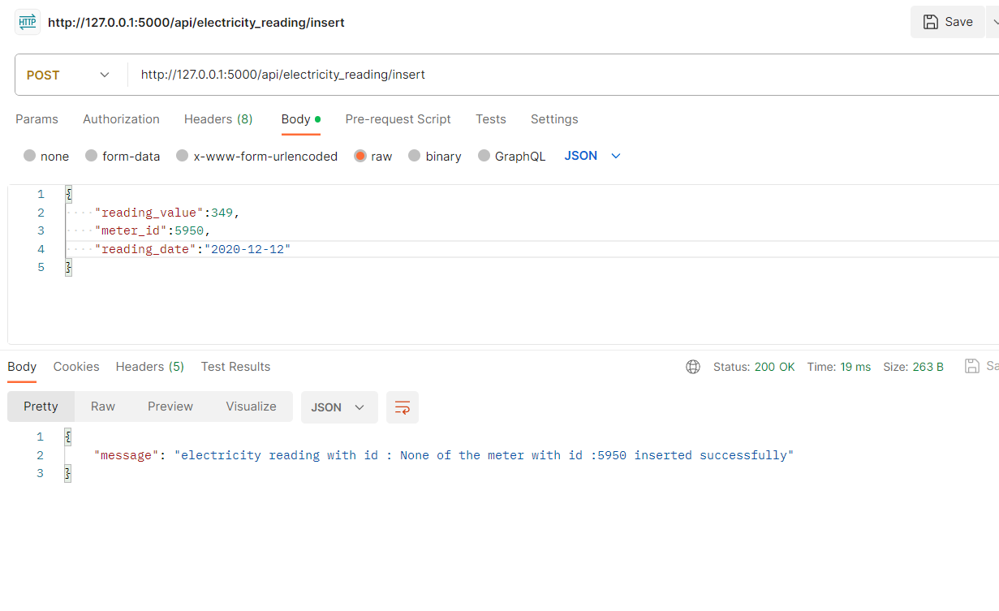 HTTP http://127.0.0.1:5000/api/electricity_reading/insert Save
POST http://127.0.0.1:5000/api/electricity_reading/insert
Params Authorization Headers (8) Body Pre-request Script Tests Settings
none form-data x-www-form-urlencoded raw binary GraphQL JSON
1 {
2 "reading_value":349,
3 "meter_id":5950,
4 "reading_date":"2020-12-12"
5 }
Body Cookies Headers (5) Test Results Status: 200 OK Time: 19 ms Size: 263 B
Pretty Raw Preview Visualize JSON
1 {
2 "message": "electricity reading with id : None of the meter with id :5950 inserted successfully"
3 }